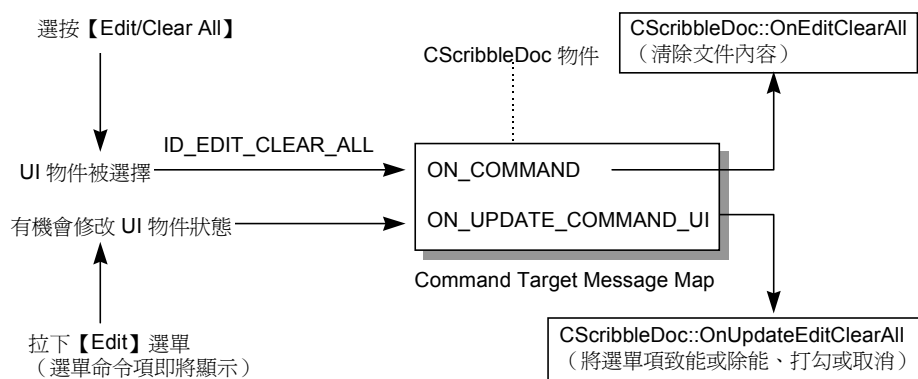 選按【Edit/Clear All】
CScribbleDoc 物件
CScribbleDoc::OnEditClearAll
（清除文件內容）
ID_EDIT_CLEAR_ALL
UI 物件被選擇
ON_COMMAND
有機會修改 UI 物件狀態
ON_UPDATE_COMMAND_UI
Command Target Message Map
拉下【Edit】選單
（選單命令項即將顯示）
CScribbleDoc::OnUpdateEditClearAll
（將選單項致能或除能、打勾或取消）